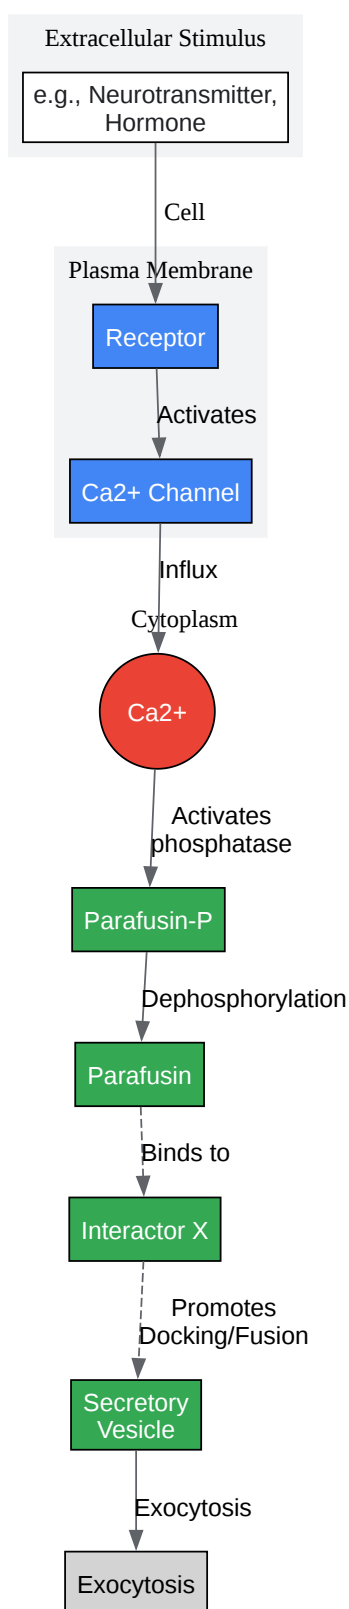 Extracellular Stimulus
e.g., Neurotransmitter,
Hormone
Cell
Plasma Membrane
Receptor
Activates
Ca2+ Channel
Influx
Cytoplasm
Ca2+
Activates
phosphatase
Parafusin-P
Dephosphorylation
Parafusin
Binds to
Interactor X
Promotes
Docking/Fusion
Secretory
Vesicle
Exocytosis
Exocytosis